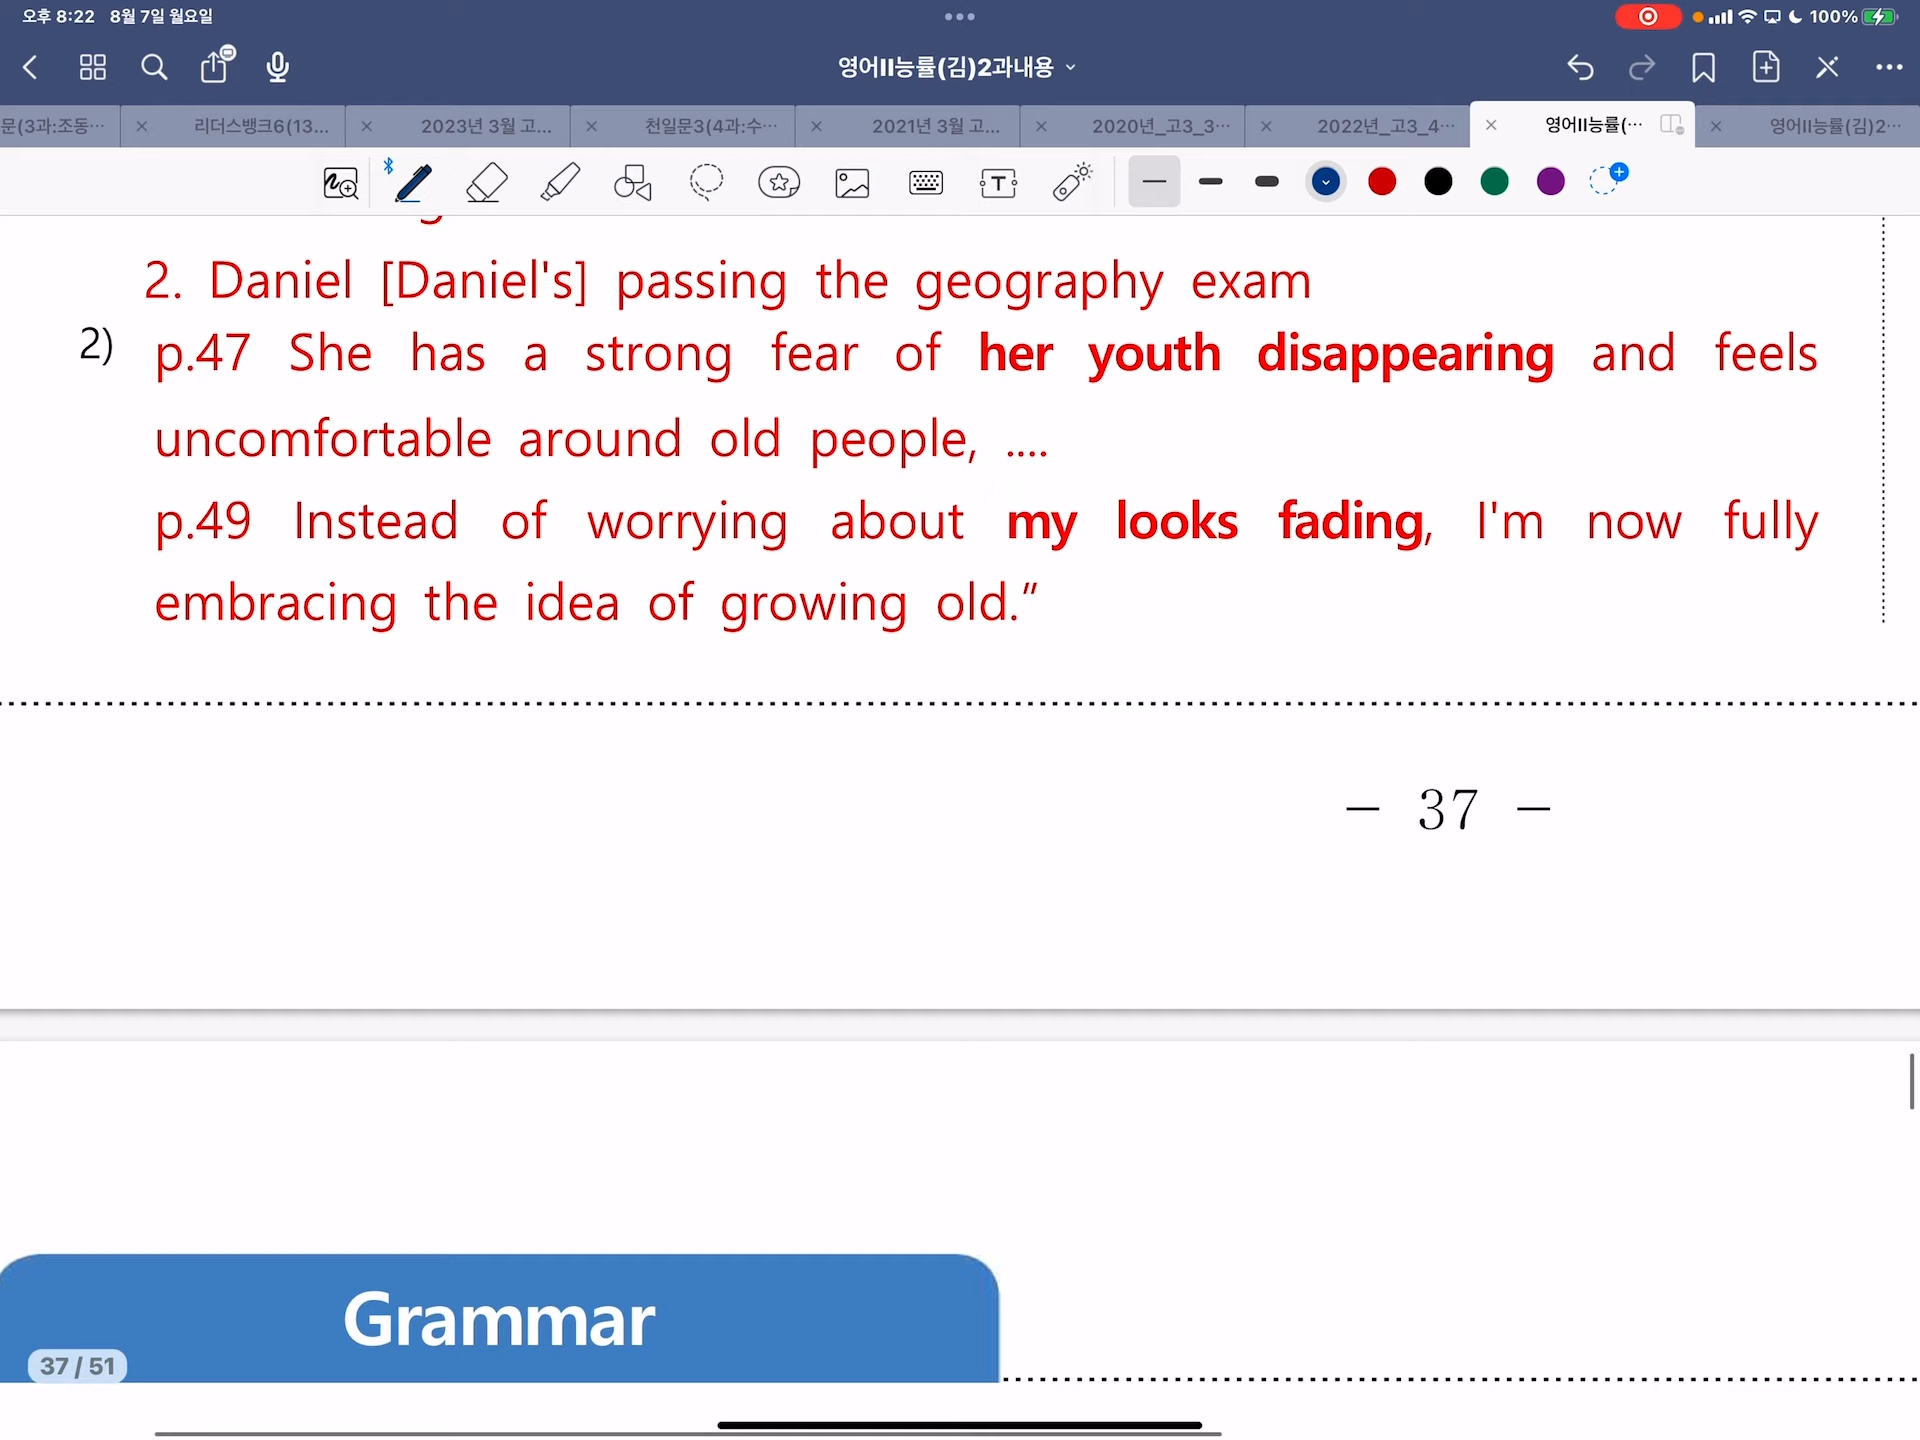 오후 8:22 8월 7일 월요일
100%
영어II능률(김)2과내용
문(3과:조동…
리더스뱅크6(13...
2023년 3월 고...
천일문3(4과:수…
2021년 3월 고...
2020년_고3_3…
2022년_고3_4…
영어II능률(…
영어II능률(김)2…
2. Daniel [Daniel's] passing the geography exam
2) p.47 She has a strong fear of her youth disappearing and feels
uncomfortable around old people, ....
p.49 Instead of worrying about my looks fading, I'm now fully
embracing the idea of growing old.”
- 37 -
Grammar
37 / 51